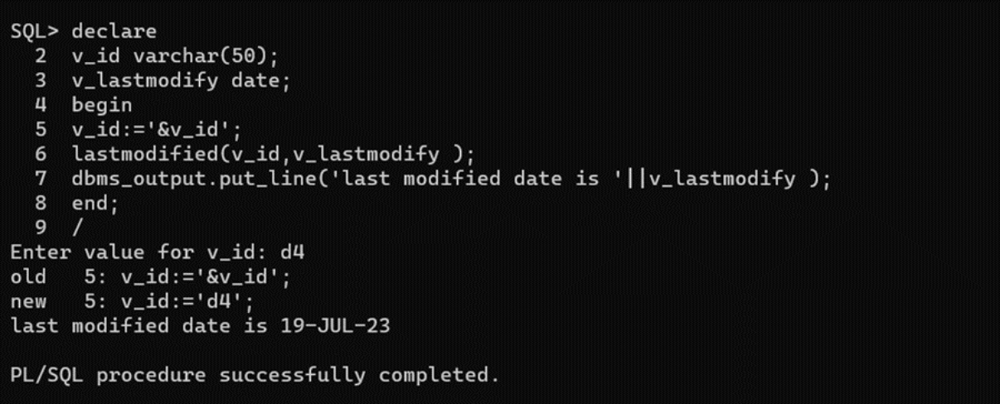 SQL> declare
  2  v_id varchar(50);
  3  v_lastmodify date;
  4  begin
  5  v_id:='&v_id';
  6  lastmodified(v_id,v_lastmodify );
  7  dbms_output.put_line('last modified date is '||v_lastmodify );
  8  end;
  9  /
Enter value for v_id: d4
old   5: v_id:='&v_id';
new   5: v_id:='d4';
last modified date is 19-JUL-23
PL/SQL procedure successfully completed.